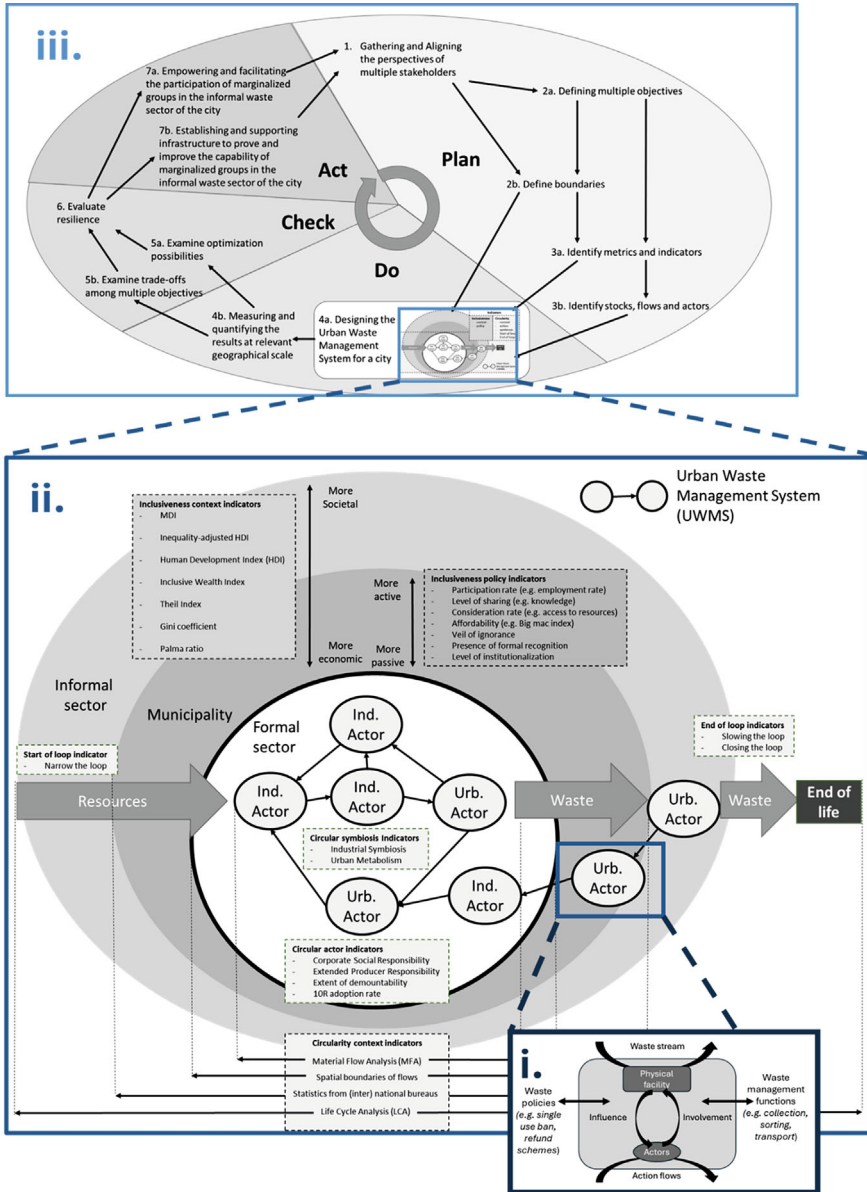 iii.
7a. Empowering and facilitating
the participation of marginalized
groups in the informal waste
sector of the city
1. Gathering and Aligning
the perspectives of
multiple stakeholders
2a. Defining multiple objectives
7b. Establishing and supporting
infrastructure to prove and
improve the capability of
marginalized groups in the
informal waste sector of the city
Act
Plan
2b. Define boundaries
6. Evaluate
resilience
Check
5a. Examine optimization
possibilities
3a. Identify metrics and indicators
Do
5b. Examine trade-offs
among multiple objectives
3b. Identify stocks, flows and actors
4b. Measuring and
quantifying the
results at relevant
geographical scale
4a. Designing the
Urban Waste
Management
System for a city
ii.
More
Societal
Urban Waste
Management System
(UWMS)
Inclusiveness context indicators
- MDI
- Inequality-adjusted HDI
- Human Development Index (HDI)
- Inclusive Wealth Index
- Theil Index
- Gini coefficient
- Palma ratio
More
active
Inclusiveness policy indicators
- Participation rate (e.g. employment rate)
- Level of sharing (e.g. knowledge)
- Consideration rate (e.g. access to resources)
- Affordability (e.g. Big mac index)
- Veil of ignorance
- Presence of formal recognition
- Level of institutionalization
More
economic
More
passive
Informal
sector
Municipality
Formal
sector
Ind.
Actor
End of loop indicators
- Slowing the loop
- Closing the loop
Start of loop indicator
- Narrow the loop
Resources
Ind.
Actor
Ind.
Actor
Urb.
Actor
Waste
Urb.
Actor
Waste
End of
life
Circular symbiosis Indicators
- Industrial Symbiosis
- Urban Metabolism
Urb.
Actor
Ind.
Actor
Urb.
Actor
Circular actor indicators
- Corporate Social Responsibility
- Extended Producer Responsibility
- Extent of demountability
- 10R adoption rate
Circularity context indicators
Material Flow Analysis (MFA)
Spatial boundaries of flows
Statistics from (inter) national bureaus
Life Cycle Analysis (LCA)
i.
Waste stream
Physical
facility
Waste
policies
(e.g. single
use ban,
refund
schemes)
Influence
Involvement
Waste
management
functions
(e.g. collection,
sorting,
transport)
Actors
Action flows